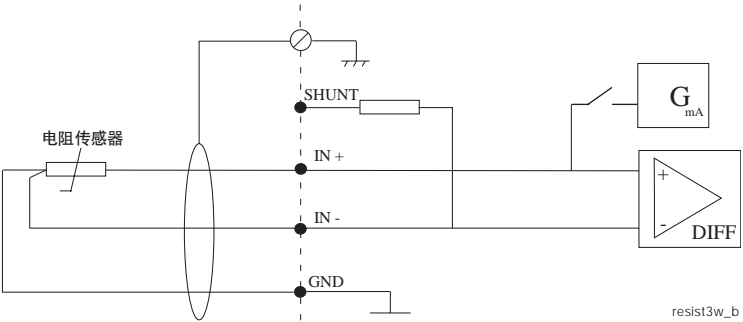 SHUNT
G
mA
电阻传感器
IN +
+
IN -
-
DIFF
GND
resist3w_b